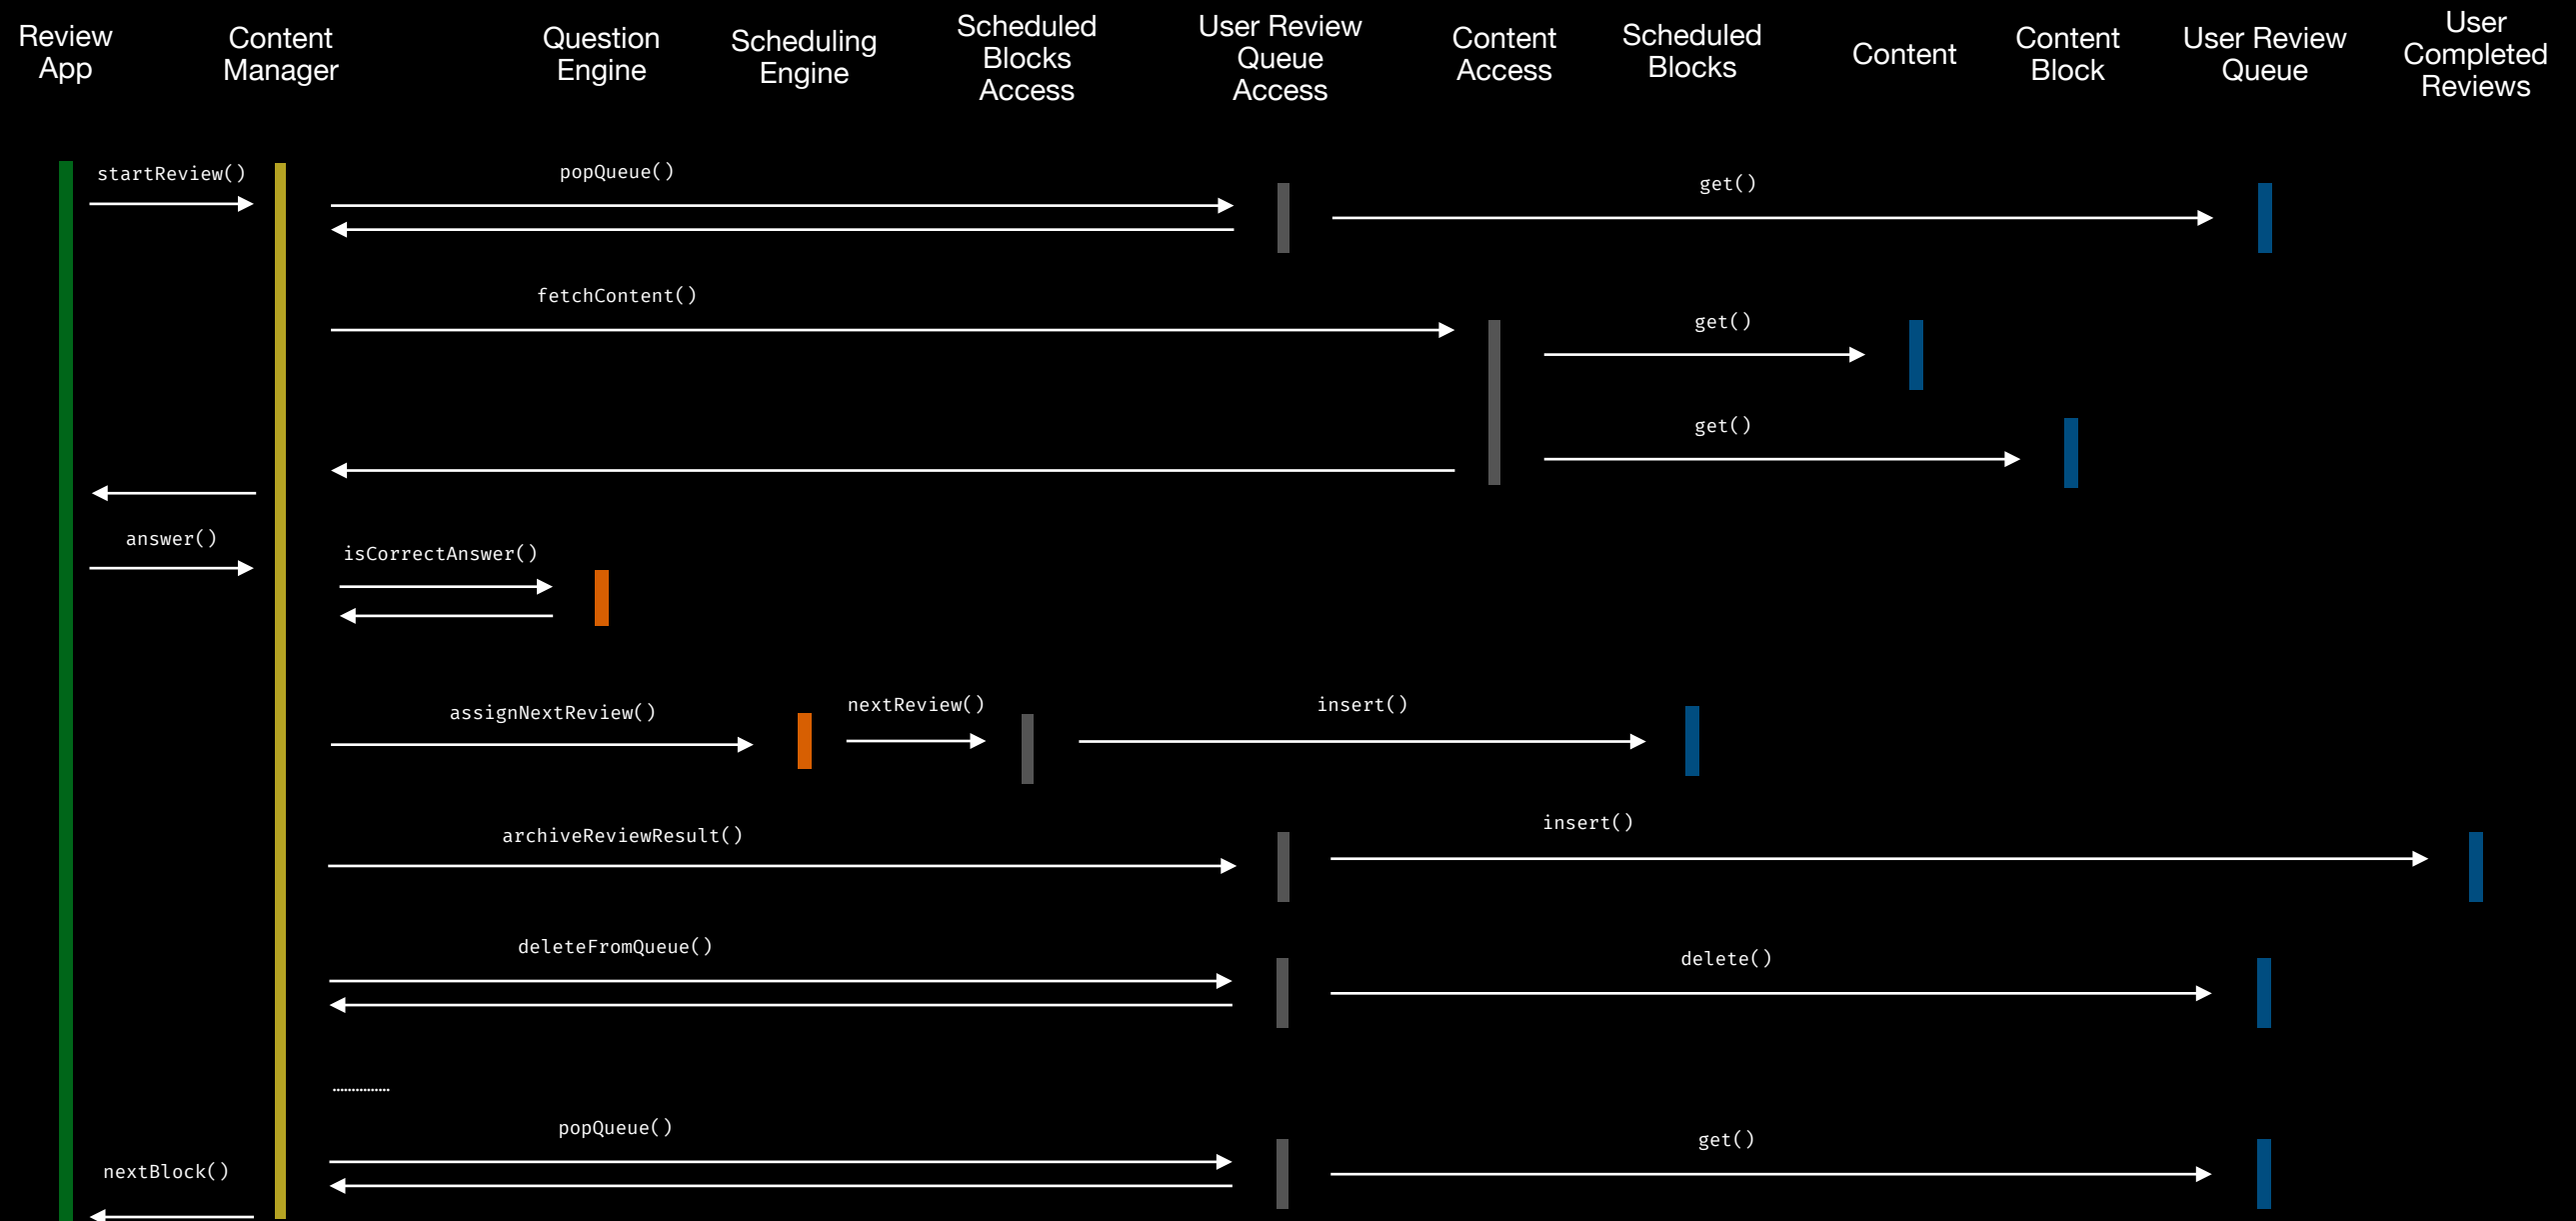 Review
App
Content
Manager
Question
Engine
Scheduling
Engine
Scheduled
Blocks
Access
User Review
Queue
Access
Content
Access
Scheduled
Blocks
Content
Content
Block
User Review
Queue
User
Completed
Reviews
startReview()
popQueue()
get()
fetchContent()
get()
get()
answer()
isCorrectAnswer()
assignNextReview()
nextReview()
insert()
archiveReviewResult()
insert()
deleteFromQueue()
delete()
...............
popQueue()
get()
nextBlock()